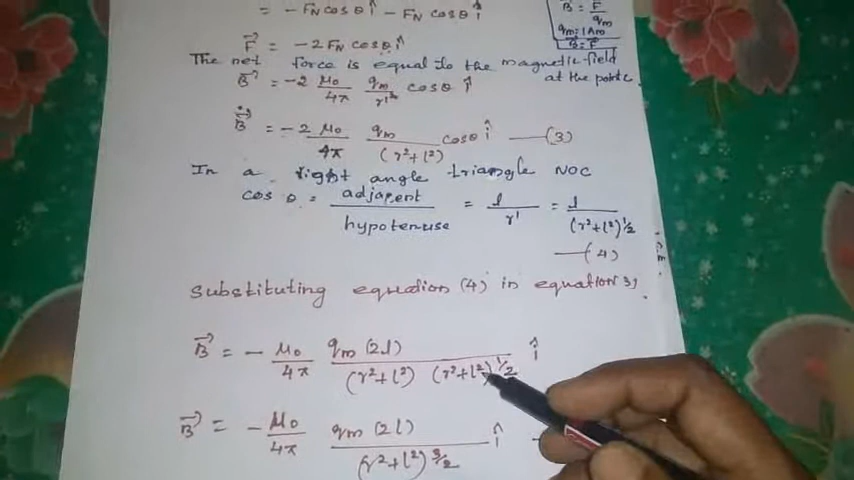 = - F_N cos θ î - F_N cos θ î
B⃗ = F⃗ / q_m
q_m = 1 Am
B⃗ = F⃗
F⃗ = -2 F_N cos θ î
The net force is equal to the magnetic field
at the point c
B⃗ = -2 μ₀/4π q_m/r'² cos θ î
B⃗ = -2 μ₀/4π q_m/(r²+l²) cos θ î —(3)
In a right angle triangle NOC
cos θ = adjacent/hypotenuse = l/r' = l/(r²+l²)^1/2
—(4)
Substituting equation (4) in equation 3)
B⃗ = - μ₀/4π q_m (2l)/(r²+l²) (r²+l²)^1/2 î
B⃗ = - μ₀/4π q_m (2l)/(r²+l²)^3/2 î